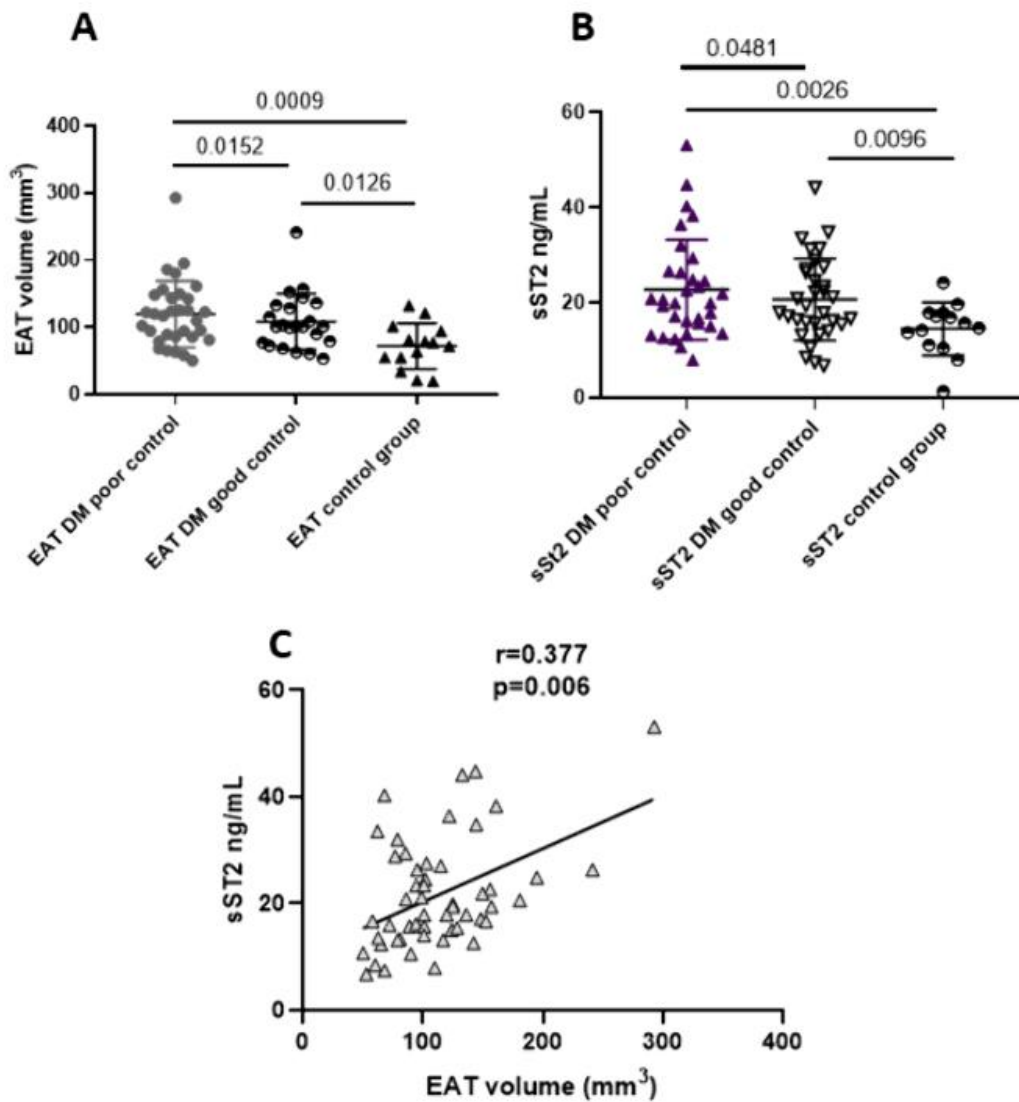 A
0.0009
0.0152
0.0126
EAT volume (mm³)
400
300
200
100
0
EAT DM poor control
EAT DM good control
EAT control group
B
0.0481
0.0026
0.0096
sST2 ng/mL
60
40
20
0
sSt2 DM poor control
sST2 DM good control
sST2 control group
C
r=0.377
p=0.006
sST2 ng/mL
60
40
20
0
0 100 200 300 400
EAT volume (mm³)